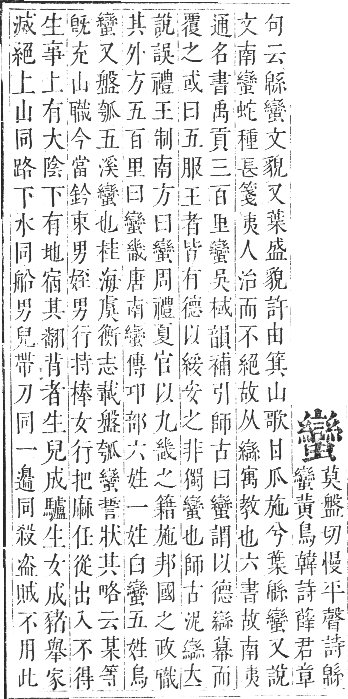 蠻
莫盤切慢平聲詩緜
蠻黃鳥韓詩薛君章
句云緜蠻文貌又葉盛貌許由箕山歌甘瓜施兮葉緜蠻又說
文南蠻蛇種長箋夷人治而不絕故从䜌寓教也六書故南夷
通名書禹貢三百里蠻吳棫韻補引師古曰蠻謂以德緜幕而
覆之或曰五服王者皆有德以綏安之非獨蠻也師古泥蠻大
說誤禮王制南方曰蠻周禮夏官以九畿之籍施邦國之政職
其外方五百里曰蠻畿唐南蠻傳邛部六姓一姓白蠻五姓烏
蠻又盤瓠五溪蠻也桂海虞衡志載盤瓠蠻誓狀其略云某等
旣充山職今當鈐束男姪男行持棒女行把麻任從出入不得
生事上有大陰下有地宿其翻背者生兒成驢生女成豬舉家
滅絕上山同路下水同船男兒帶刀同一邉同殺盜賊不用此